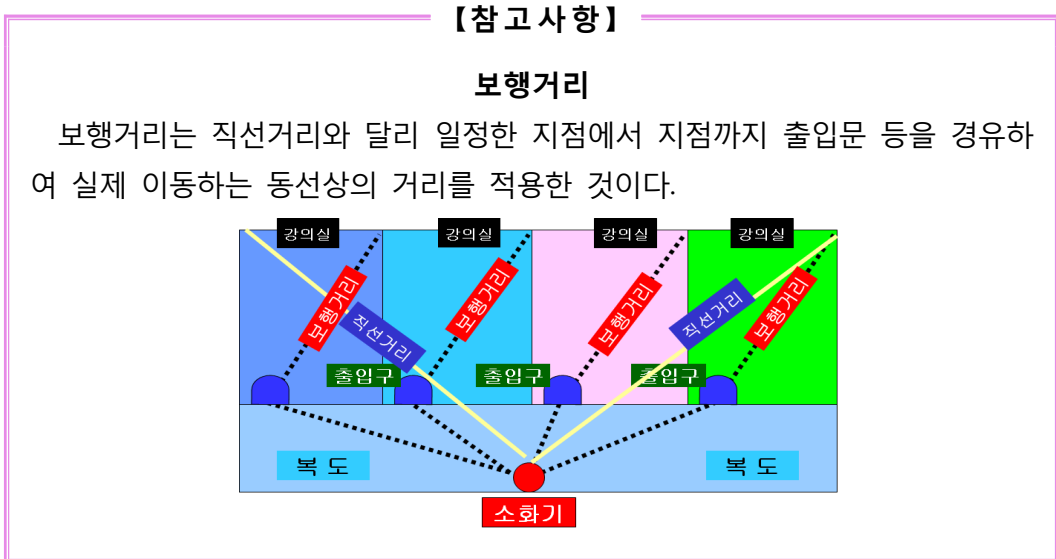 【참고사항】
보행거리
보행거리는 직선거리와 달리 일정한 지점에서 지점까지 출입문 등을 경유하
여 실제 이동하는 동선상의 거리를 적용한 것이다.
강의실 강의실 강의실 강의실
보행거리 직선거리 보행거리 보행거리 직선거리 보행거리
출입구 출입구 출입구
복 도 복 도
소화기